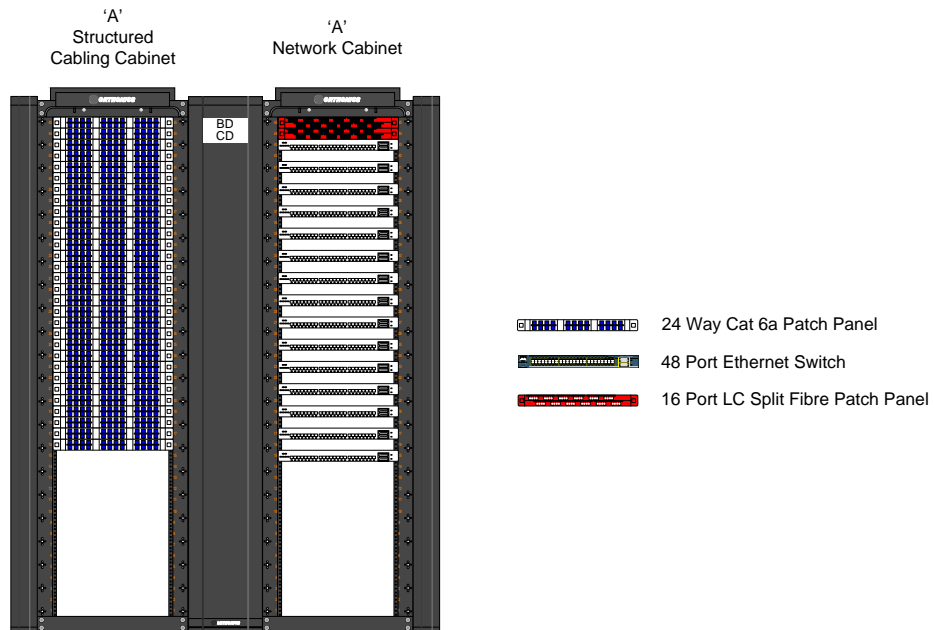 ‘A’
Structured
Cabling Cabinet
‘A’
Network Cabinet
BD
CD
24 Way Cat 6a Patch Panel
48 Port Ethernet Switch
16 Port LC Split Fibre Patch Panel